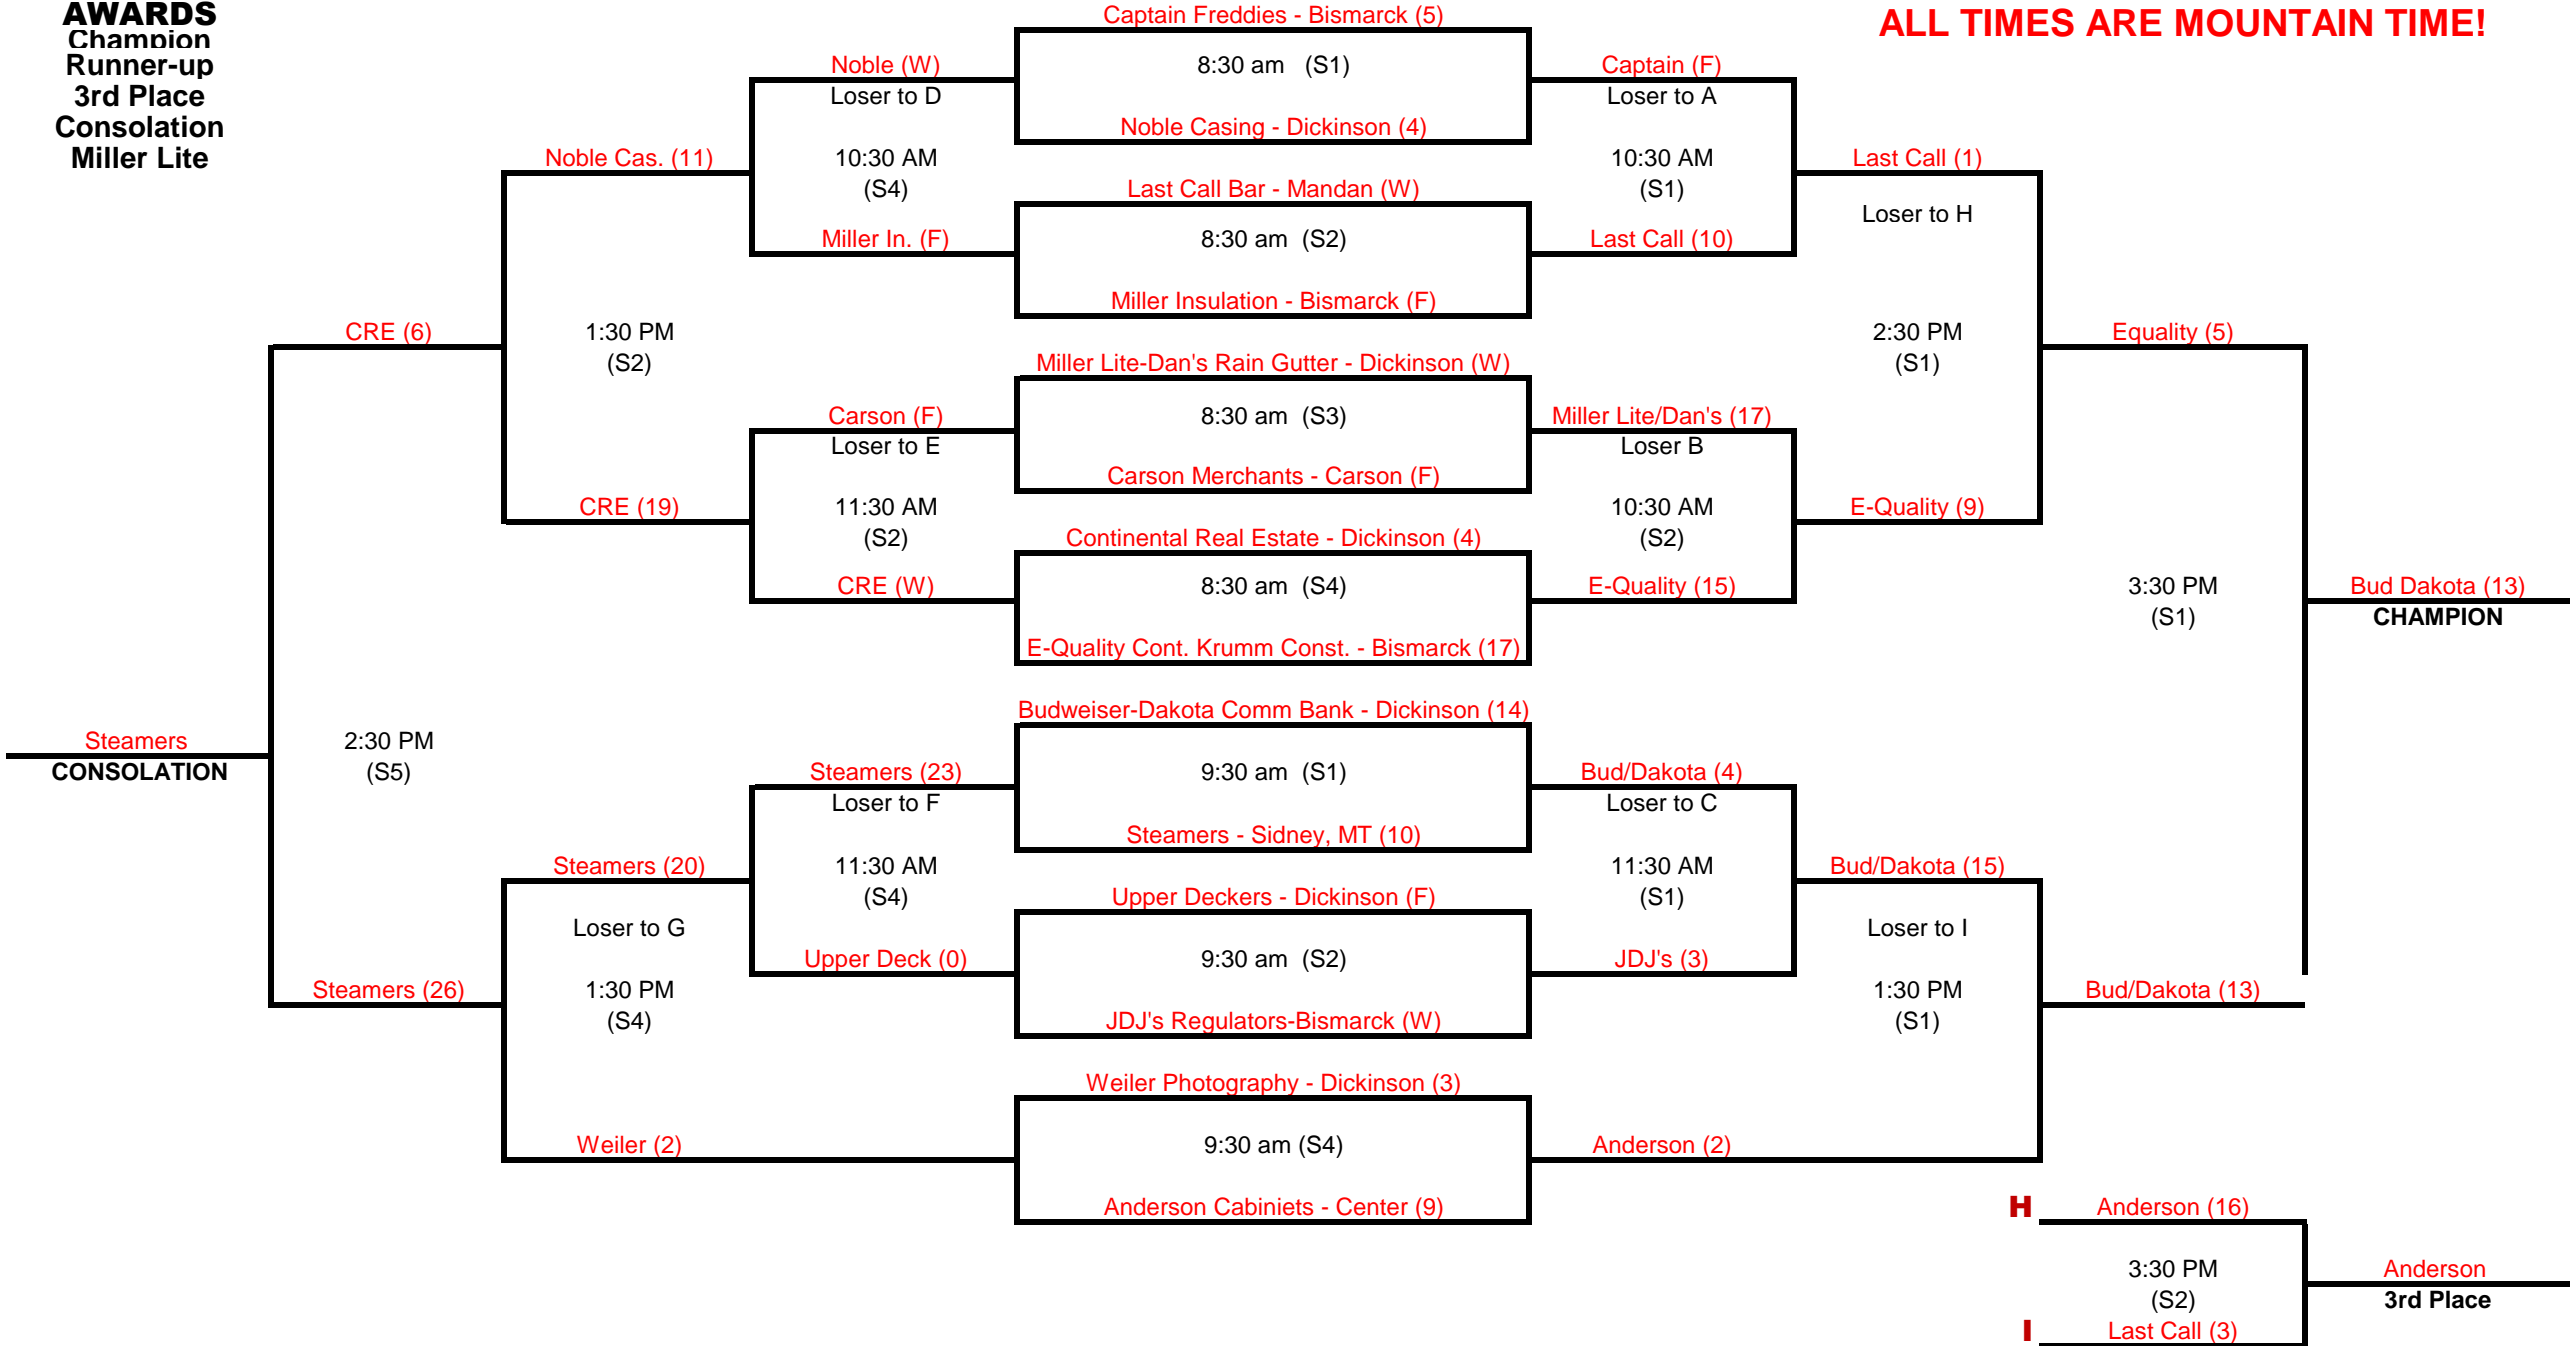 AWARDS
Champion
Runner-up
3rd Place
Consolation
Miller Lite
ALL TIMES ARE MOUNTAIN TIME!
Captain Freddies - Bismarck (5)
Noble (W)
8:30 am (S1)
Captain (F)
Loser to D
Loser to A
Noble Casing - Dickinson (4)
Noble Cas. (11)
10:30 AM
10:30 AM
Last Call (1)
(S4)
Last Call Bar - Mandan (W)
(S1)
Loser to H
Miller In. (F)
8:30 am (S2)
Last Call (10)
Miller Insulation - Bismarck (F)
CRE (6)
1:30 PM
2:30 PM
Equality (5)
(S2)
Miller Lite-Dan's Rain Gutter - Dickinson (W)
(S1)
Carson (F)
8:30 am (S3)
Miller Lite/Dan's (17)
Loser to E
Loser B
Carson Merchants - Carson (F)
CRE (19)
11:30 AM
10:30 AM
E-Quality (9)
(S2)
Continental Real Estate - Dickinson (4)
(S2)
CRE (W)
8:30 am (S4)
E-Quality (15)
3:30 PM
Bud Dakota (13)
(S1)
CHAMPION
E-Quality Cont. Krumm Const. - Bismarck (17)
Budweiser-Dakota Comm Bank - Dickinson (14)
Steamers
2:30 PM
CONSOLATION
(S5)
Steamers (23)
9:30 am (S1)
Bud/Dakota (4)
Loser to F
Loser to C
Steamers - Sidney, MT (10)
Steamers (20)
11:30 AM
11:30 AM
Bud/Dakota (15)
(S4)
Upper Deckers - Dickinson (F)
(S1)
Loser to G
Loser to I
Upper Deck (0)
9:30 am (S2)
JDJ's (3)
Steamers (26)
1:30 PM
1:30 PM
Bud/Dakota (13)
(S4)
JDJ's Regulators-Bismarck (W)
(S1)
Weiler Photography - Dickinson (3)
Weiler (2)
9:30 am (S4)
Anderson (2)
Anderson Cabiniets - Center (9)
H
Anderson (16)
3:30 PM
Anderson
(S2)
3rd Place
I
Last Call (3)